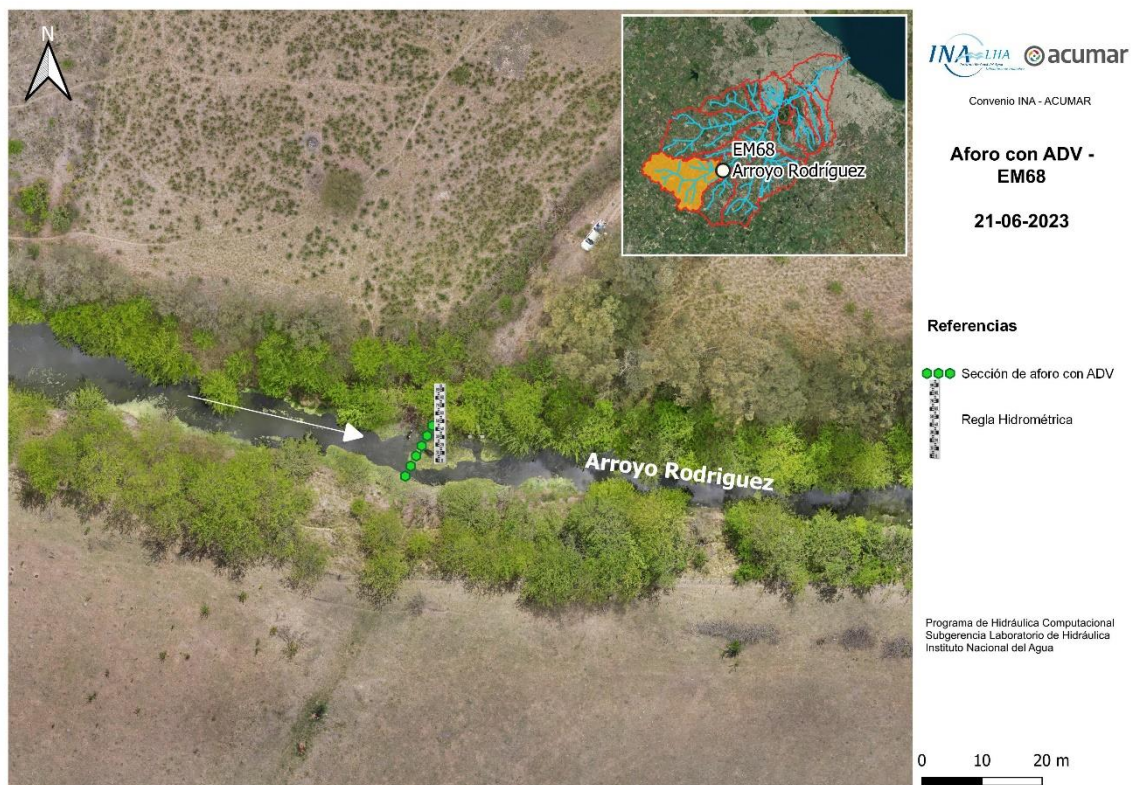 N
EM68
Arroyo Rodríguez
Arroyo Rodriguez
INA LHA
acumar
Convenio INA - ACUMAR
Aforo con ADV -
EM68
21-06-2023
Referencias
Sección de aforo con ADV
Regla Hidrométrica
Programa de Hidráulica Computacional
Subgerencia Laboratorio de Hidráulica
Instituto Nacional del Agua
0 10 20 m